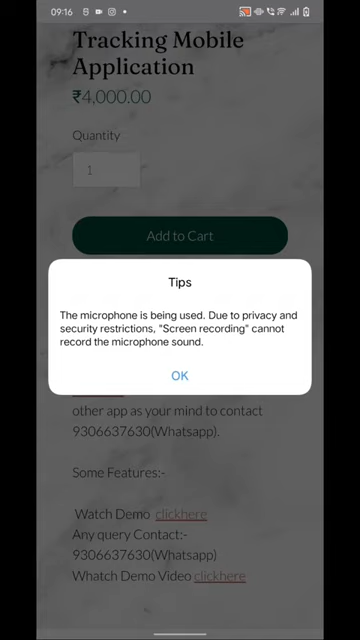 09:16
Tracking Mobile
Application
₹4,000.00
Quantity
1
Add to Cart
Tips
The microphone is being used. Due to privacy and
security restrictions, "Screen recording" cannot
record the microphone sound.
OK
other app as your mind to contact
9306637630(Whatsapp).
Some Features:-
Watch Demo clickhere
Any query Contact:-
9306637630(Whatsapp)
Whatch Demo Video clickhere